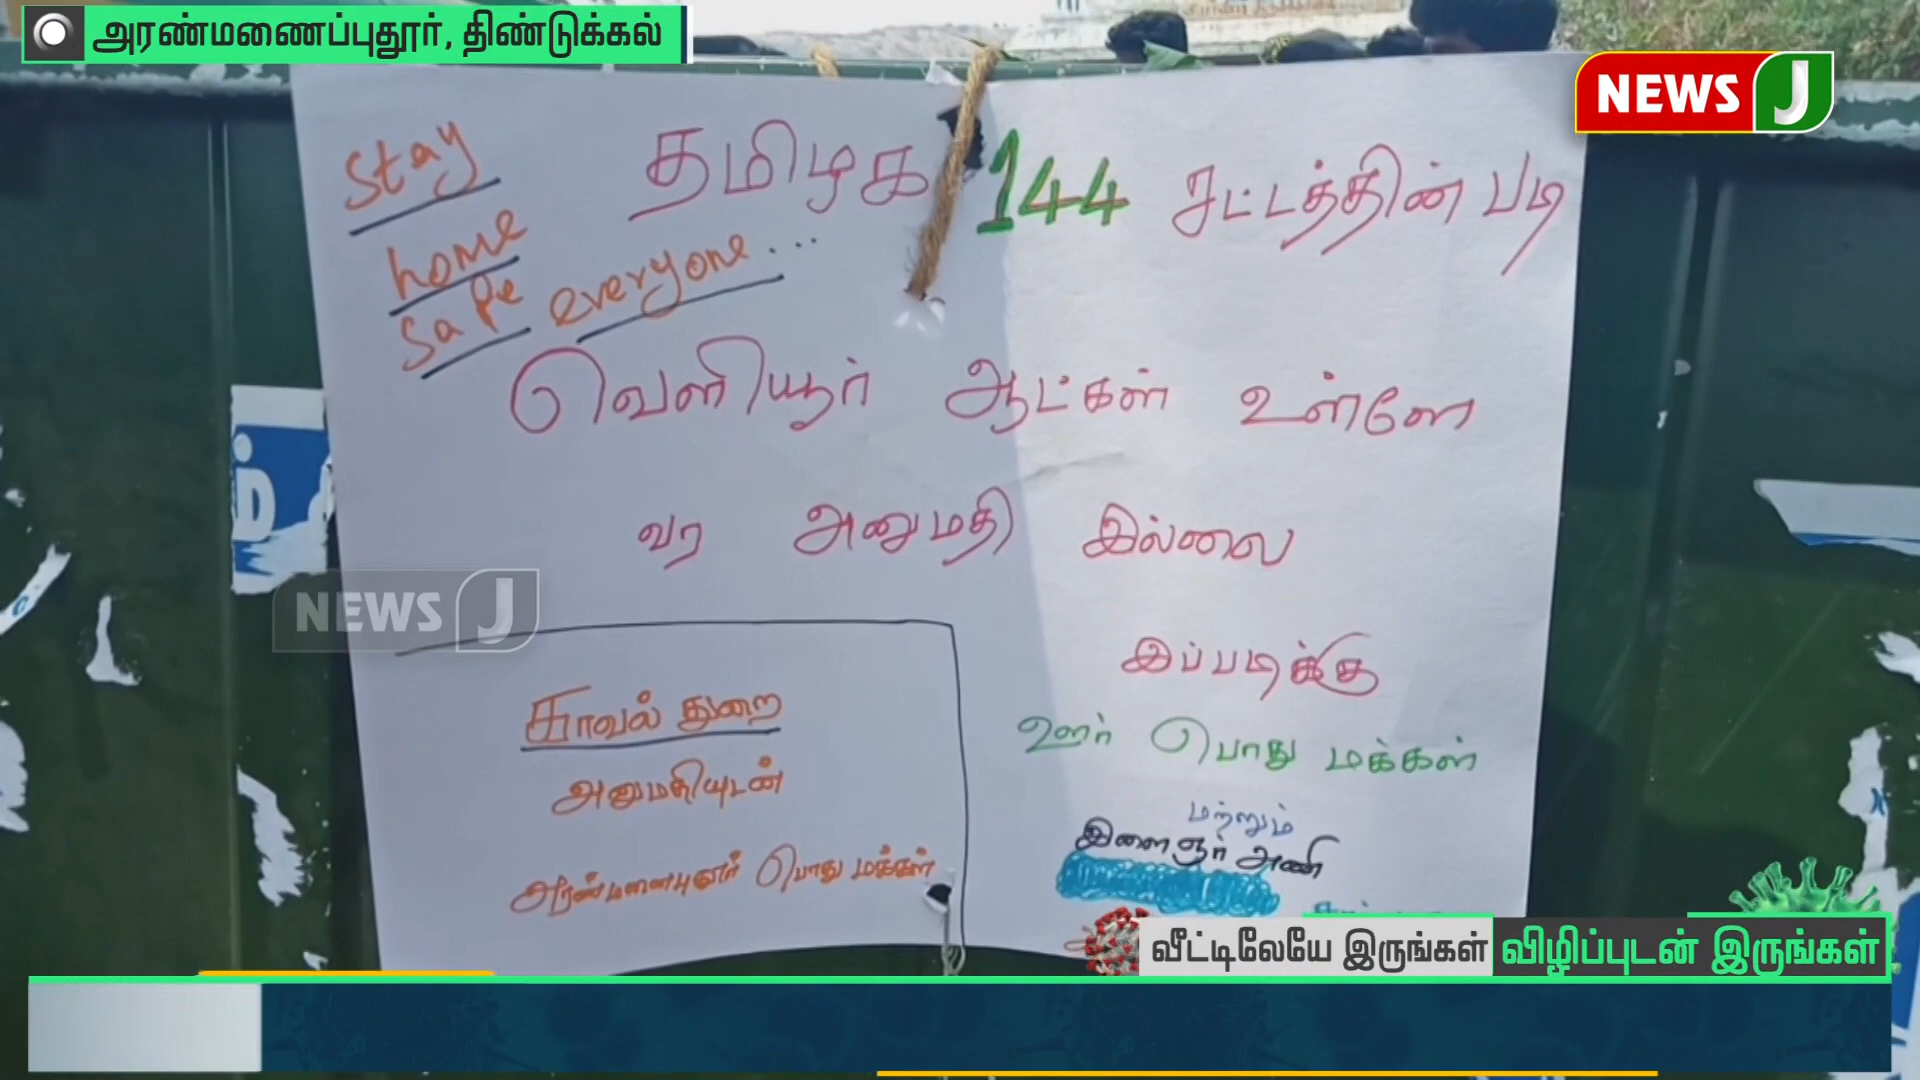 அரண்மணைப்புதூர், திண்டுக்கல்
NEWS J
stay
home
safe everyone...
தமிழக 144 சட்டத்தின் படி
வெளியூர் ஆட்கள் உள்ளே
வர அனுமதி இல்லை
NEWS J
இப்படிக்கு
ஊர் பொது மக்கள்
மற்றும்
இளைஞர் அணி
காவல் துறை
அனுமதியுடன்
அரண்மனைபுதூர் பொது மக்கள்
வீட்டிலேயே இருங்கள் விழிப்புடன் இருங்கள்